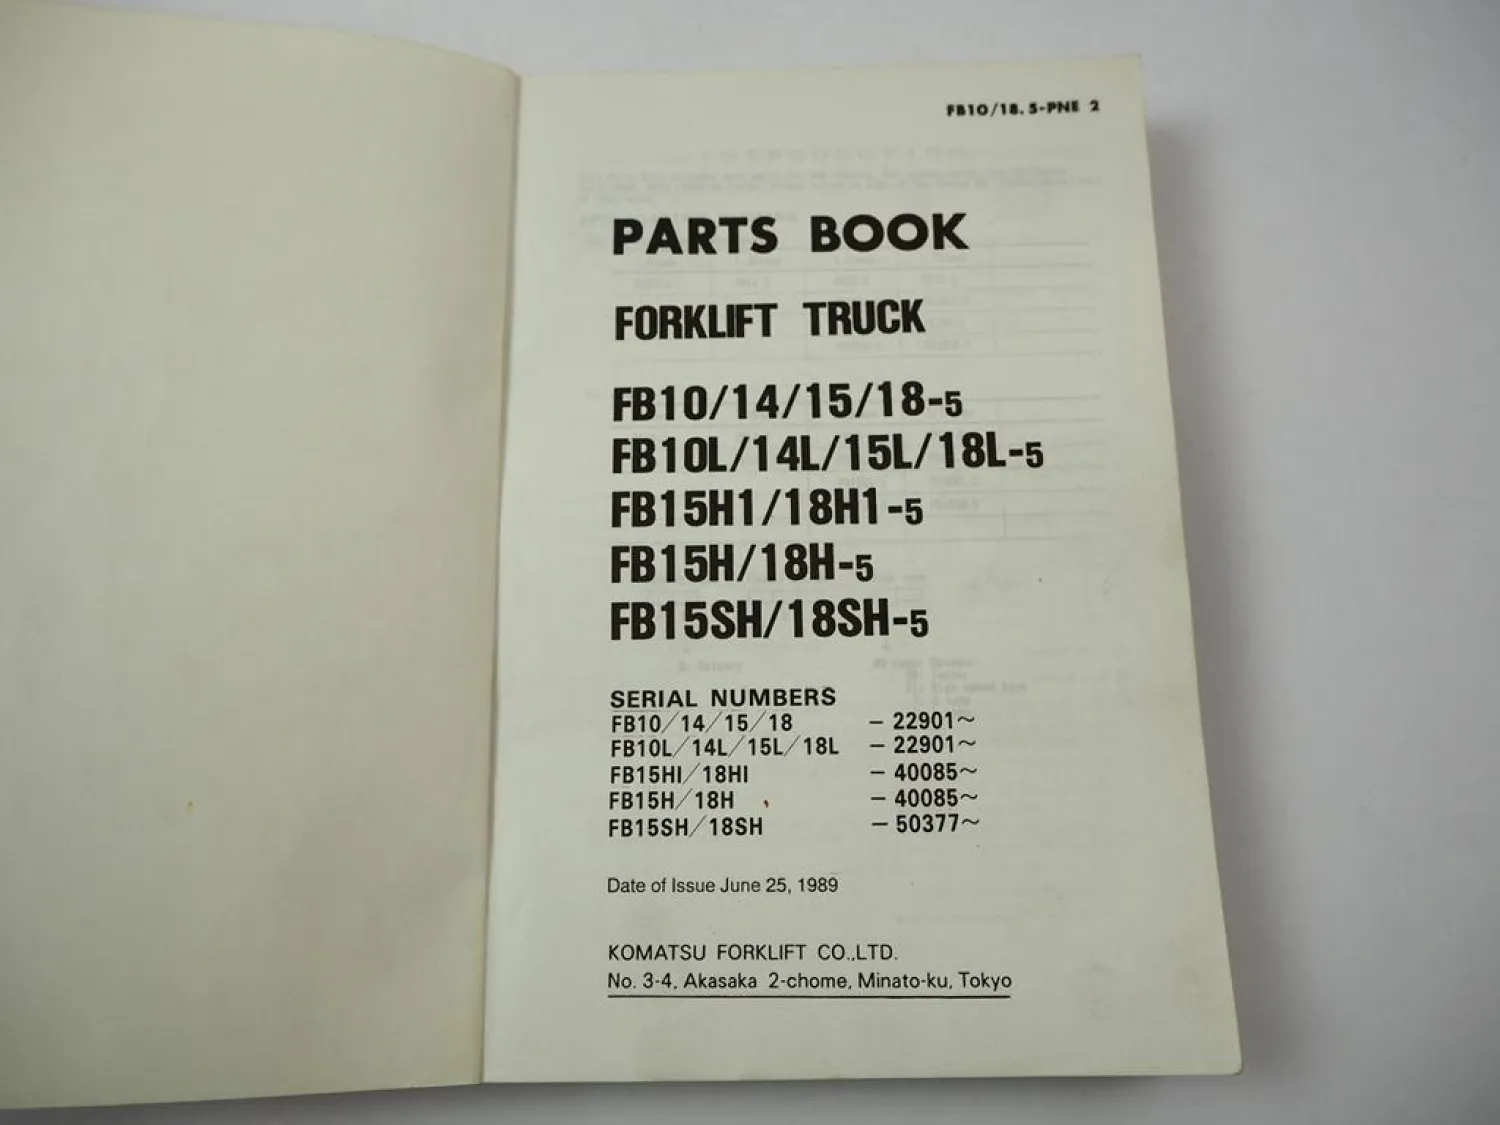 FB10/18.5-PNE 2
PARTS BOOK
FORKLIFT TRUCK
FB10/14/15/18-5
FB10L/14L/15L/18L-5
FB15H1/18H1-5
FB15H/18H-5
FB15SH/18SH-5
SERIAL NUMBERS
FB10/14/15/18 – 22901~
FB10L/14L/15L/18L – 22901~
FB15HI/18HI – 40085~
FB15H/18H – 40085~
FB15SH/18SH – 50377~
Date of Issue June 25, 1989
KOMATSU FORKLIFT CO.,LTD.
No. 3-4, Akasaka 2-chome, Minato-ku, Tokyo